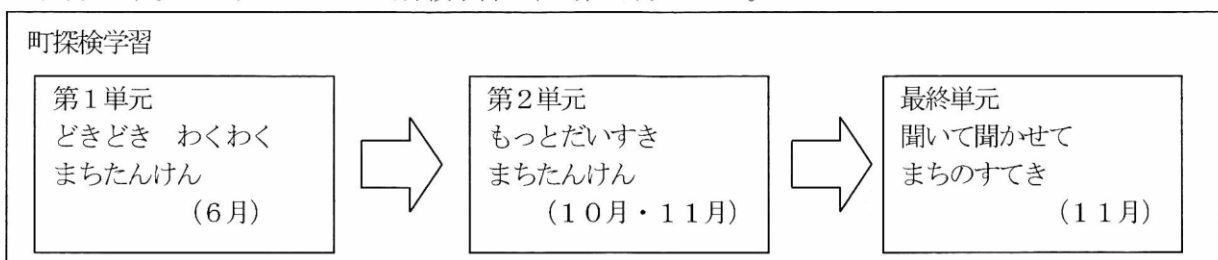 町探検学習
第1単元
どきどき　わくわく
まちたんけん
(6月)
第2単元
もっとだいすき
まちたんけん
(10月・11月)
最終単元
聞いて聞かせて
まちのすてき
(11月)